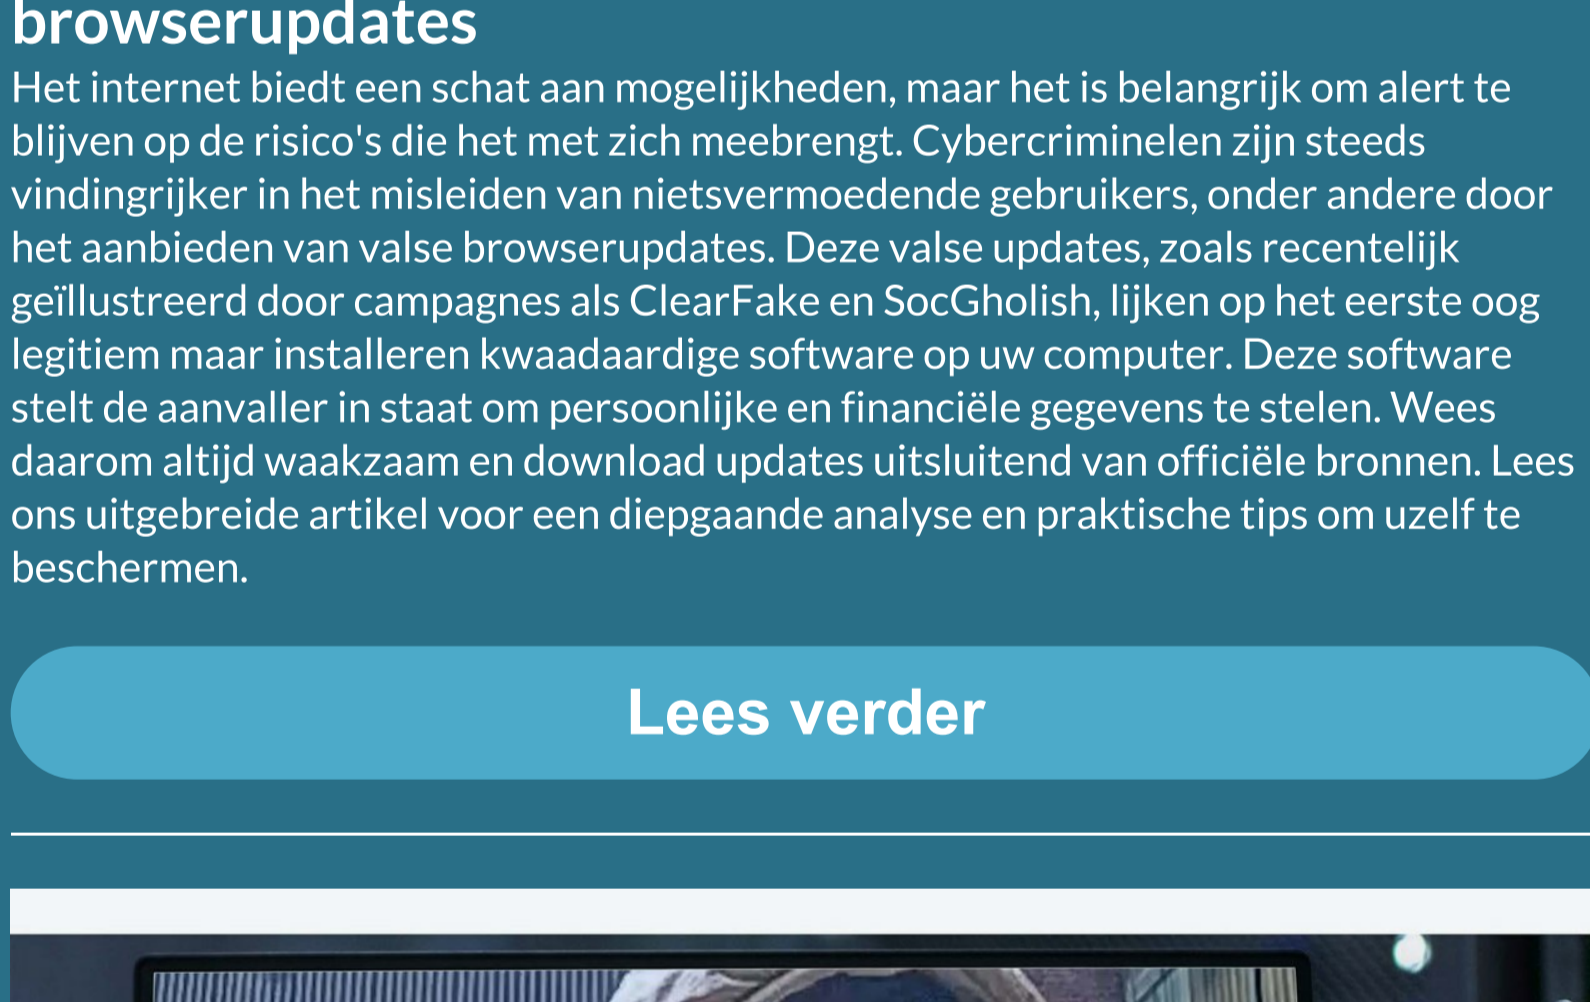 browserupdates
Het internet biedt een schat aan mogelijkheden, maar het is belangrijk om alert te
blijven op de risico's die het met zich meebrengt. Cybercriminelen zijn steeds
vindingrijker in het misleiden van nietsvermoedende gebruikers, onder andere door
het aanbieden van valse browserupdates. Deze valse updates, zoals recentelijk
geïllustreerd door campagnes als ClearFake en SocGholish, lijken op het eerste oog
legitiem maar installeren kwaadaardige software op uw computer. Deze software
stelt de aanvaller in staat om persoonlijke en financiële gegevens te stelen. Wees
daarom altijd waakzaam en download updates uitsluitend van officiële bronnen. Lees
ons uitgebreide artikel voor een diepgaande analyse en praktische tips om uzelf te
beschermen.
Lees verder